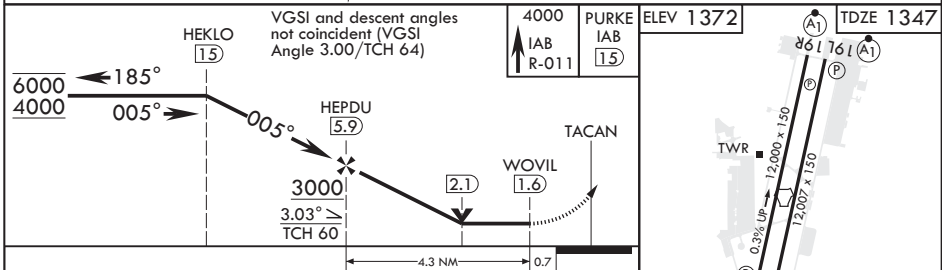 VGSI and descent angles
not coincident (VGSI
Angle 3.00/TCH 64)
HEKLO
15
6000
4000
185°
005°
005°
HEPDU
5.9
3000
3.03°
TCH 60
2.1
WOVIL
1.6
TACAN
4.3 NM
0.7
4000
IAB
R-011
PURKE
IAB
15
ELEV 1372
TDZE 1347
A1
19R
19L
A1
P
P
TWR
12,000 x 150
12,007 x 150
0.3% UP